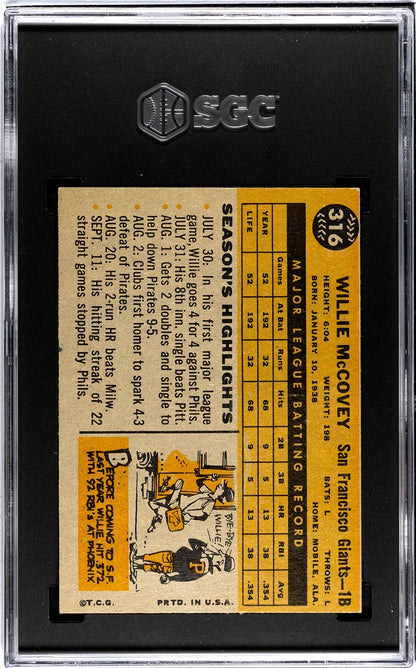 SGC
316
WILLIE McCOVEY San Francisco Giants—1B
HEIGHT: 6:04 WEIGHT: 198 BATS: L THROWS: L
BORN: JANUARY 10, 1938 HOME: MOBILE, ALA.
MAJOR LEAGUE BATTING RECORD
YEAR Games At Bat Runs Hits 2B 3B HR RBI Avg
YEAR 52 192 32 68 9 5 13 38 .354
LIFE 52 192 32 68 9 5 13 38 .354
SEASON'S HIGHLIGHTS
JULY 30: In his first major league
game, Willie goes 4 for 4 against Phils.
JULY 31: His 8th inn. single beats Pitt.
AUG. 1: Gets 2 doubles and single to
help down Pirates 9-5.
AUG. 2: Clubs first homer to spark 4-3
defeat of Pirates.
AUG. 20: His 2-run HR beats Milw.
SEPT. 11: His hitting streak of 22
straight games stopped by Phils.
BYE-BYE
WILLIE!
P
BEFORE COMING TO S.F.
LAST YEAR, WILLIE HIT .372
WITH 92 RBI'S AT PHOENIX
©T.C.G. PRTD. IN U.S.A.